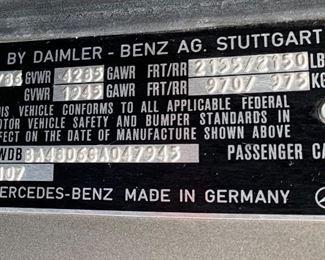 BY DAIMLER - BENZ AG. STUTTGART
/86 GVWR 4285 GAWR FRT/RR 2135/2150 LB
GVWR 1945 GAWR FRT/RR 970/ 975 K
THIS VEHICLE CONFORMS TO ALL APPLICABLE FEDERAL
MOTOR VEHICLE SAFETY AND BUMPER STANDARDS IN
EFFECT ON THE DATE OF MANUFACTURE SHOWN ABOVE
WDB PASSENGER CA
107
MERCEDES-BENZ MADE IN GERMANY